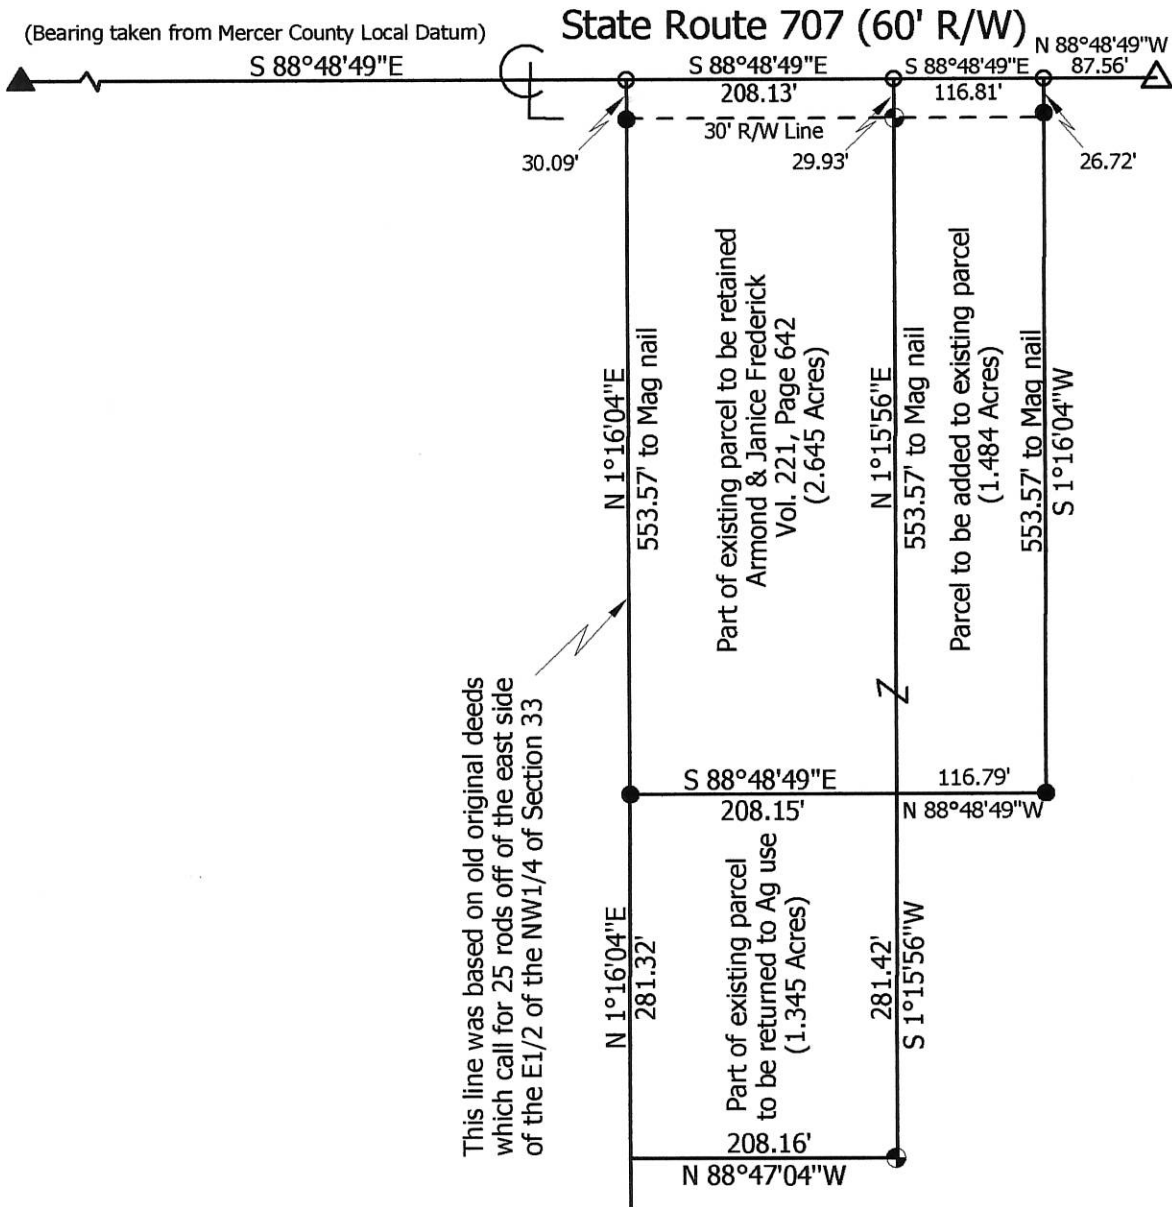 State Route 707 (60' R/W)
(Bearing taken from Mercer County Local Datum)
S 88°48'49"E
S 88°48'49"E
208.13'
S 88°48'49"E
116.81'
N 88°48'49"W
87.56'
30' R/W Line
30.09'
29.93'
26.72'
N 1°16'04"E
553.57' to Mag nail
Part of existing parcel to be retained
Armond & Janice Frederick
Vol. 221, Page 642
(2.645 Acres)
N 1°15'56"E
553.57' to Mag nail
Parcel to be added to existing parcel
(1.484 Acres)
553.57' to Mag nail
S 1°16'04"W
This line was based on old original deeds
which call for 25 rods off of the east side
of the E1/2 of the NW1/4 of Section 33
S 88°48'49"E
208.15'
116.79'
N 88°48'49"W
N 1°16'04"E
281.32'
Part of existing parcel
to be returned to Ag use
(1.345 Acres)
281.42'
S 1°15'56"W
208.16'
N 88°47'04"W